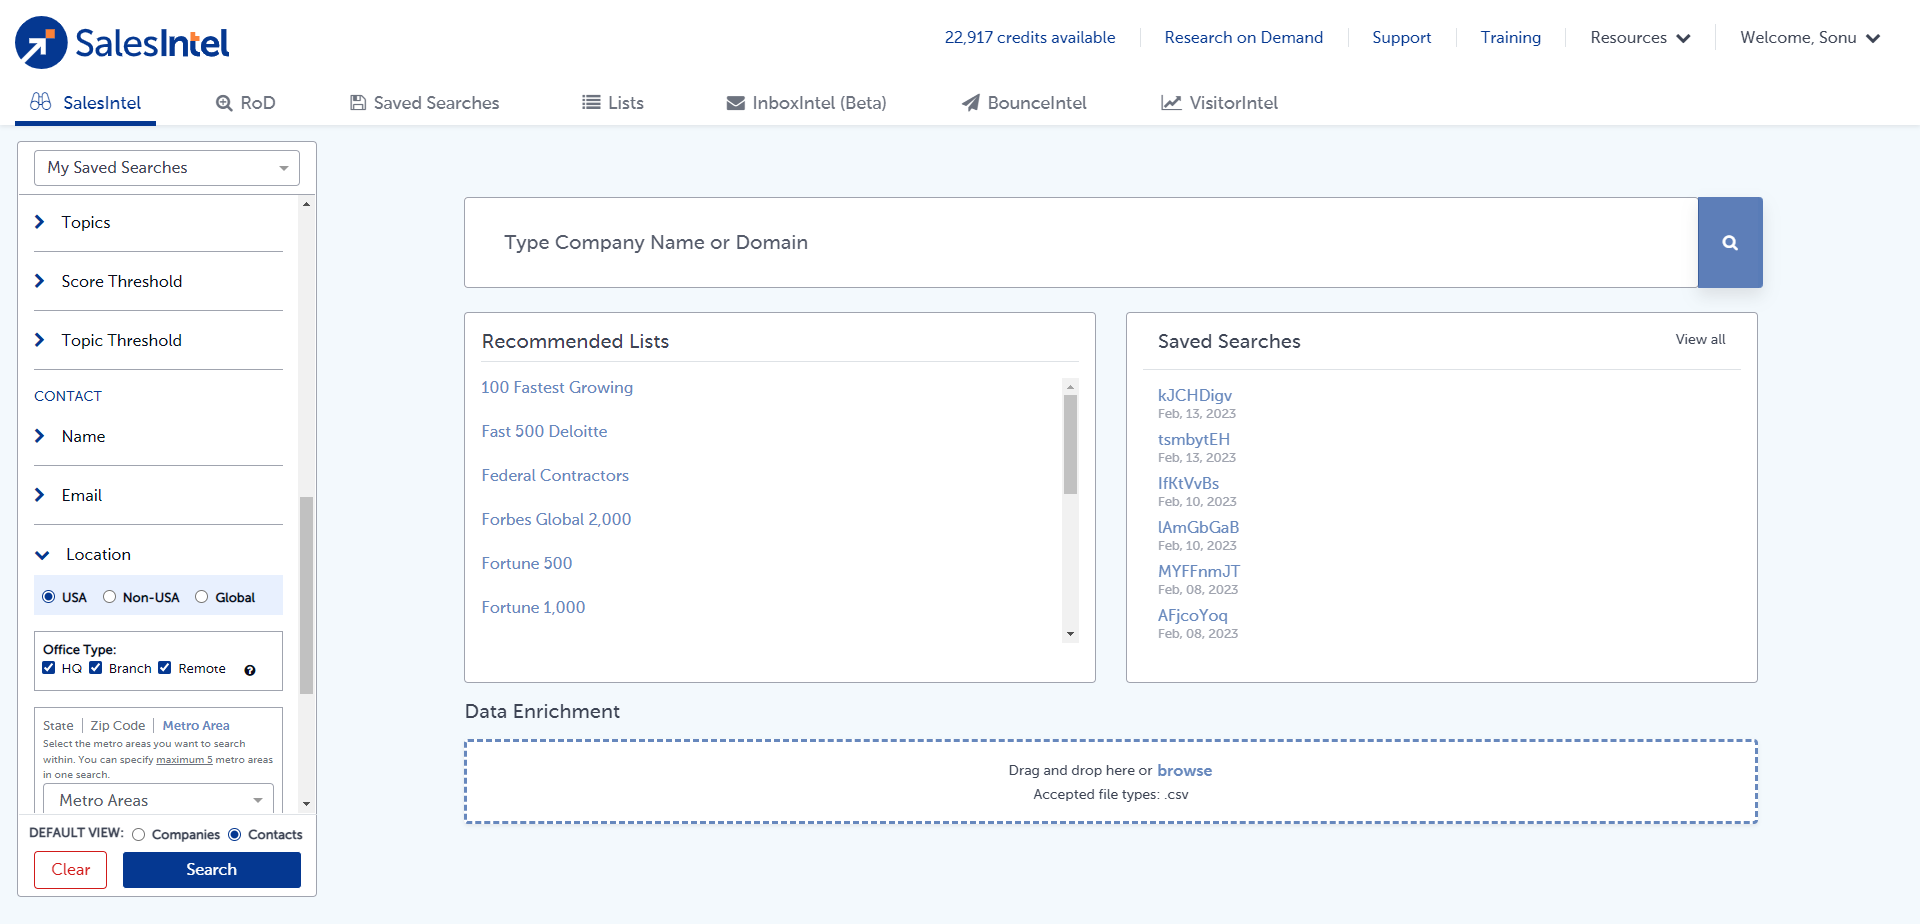 SalesIntel
22,917 credits available
Research on Demand
Support
Training
Resources
Welcome, Sonu
SalesIntel
RoD
Saved Searches
Lists
InboxIntel (Beta)
BounceIntel
VisitorIntel
My Saved Searches
Topics
Score Threshold
Topic Threshold
CONTACT
Name
Email
Location
USA Non-USA Global
Office Type:
HQ Branch Remote
State Zip Code Metro Area
Select the metro areas you want to search
within. You can specify maximum 5 metro areas
in one search.
Metro Areas
DEFAULT VIEW: Companies Contacts
Clear
Search
Type Company Name or Domain
Recommended Lists
100 Fastest Growing
Fast 500 Deloitte
Federal Contractors
Forbes Global 2,000
Fortune 500
Fortune 1,000
Saved Searches
View all
kJCHDigv
Feb, 13, 2023
tsmbytEH
Feb, 13, 2023
IfKtVvBs
Feb, 10, 2023
lAmGbGaB
Feb, 10, 2023
MYFFnmJT
Feb, 08, 2023
AFjcoYoq
Feb, 08, 2023
Data Enrichment
Drag and drop here or browse
Accepted file types: .csv